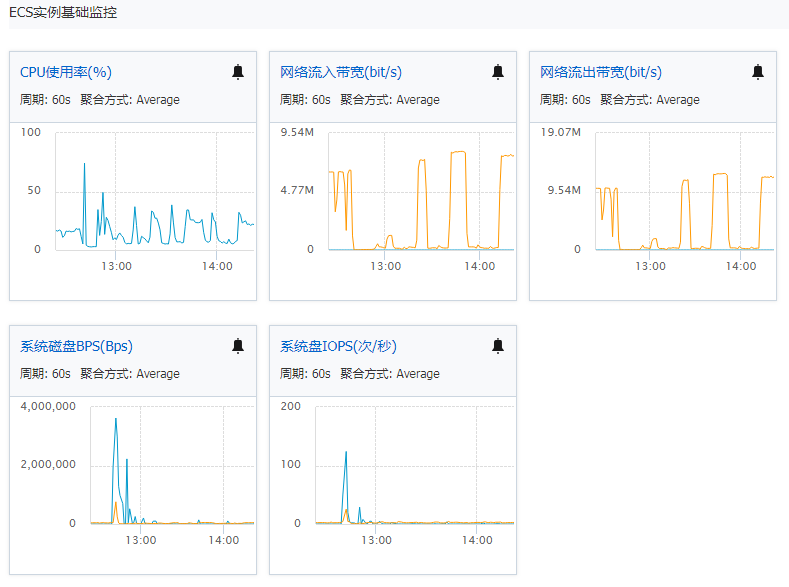 ECS实例基础监控
CPU使用率(%)
周期: 60s 聚合方式: Average
100
50
0
13:00 14:00
网络流入带宽(bit/s)
周期: 60s 聚合方式: Average
9.54M
4.77M
0
13:00 14:00
网络流出带宽(bit/s)
周期: 60s 聚合方式: Average
19.07M
9.54M
0
13:00 14:00
系统磁盘BPS(Bps)
周期: 60s 聚合方式: Average
4,000,000
2,000,000
0
13:00 14:00
系统盘IOPS(次/秒)
周期: 60s 聚合方式: Average
200
100
0
13:00 14:00